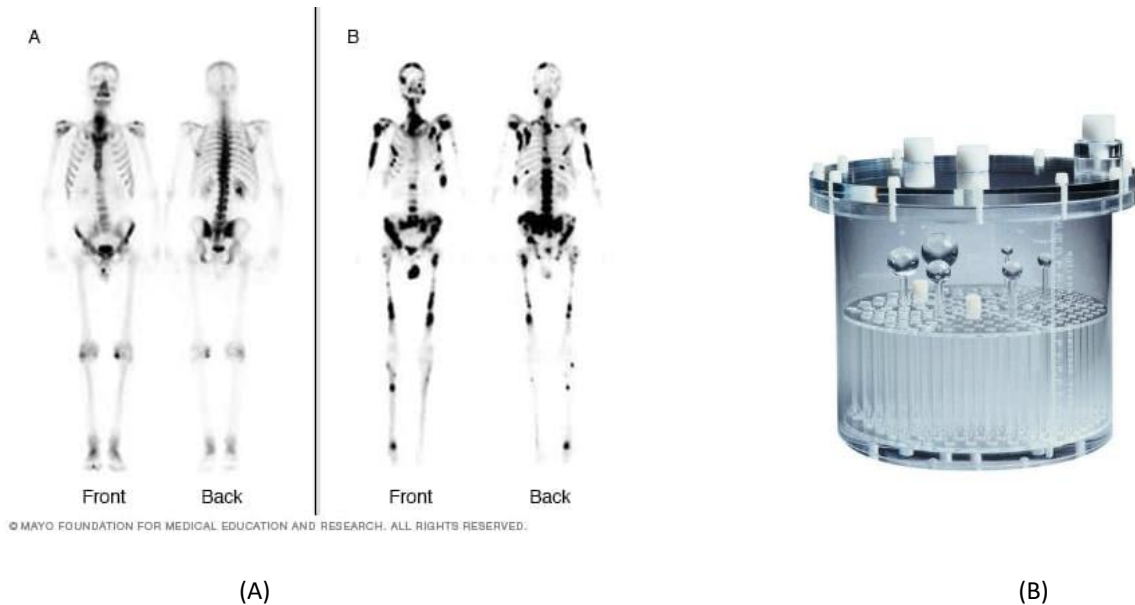 A
B
Front
Back
Front
Back
© MAYO FOUNDATION FOR MEDICAL EDUCATION AND RESEARCH. ALL RIGHTS RESERVED.
(A)
(B)